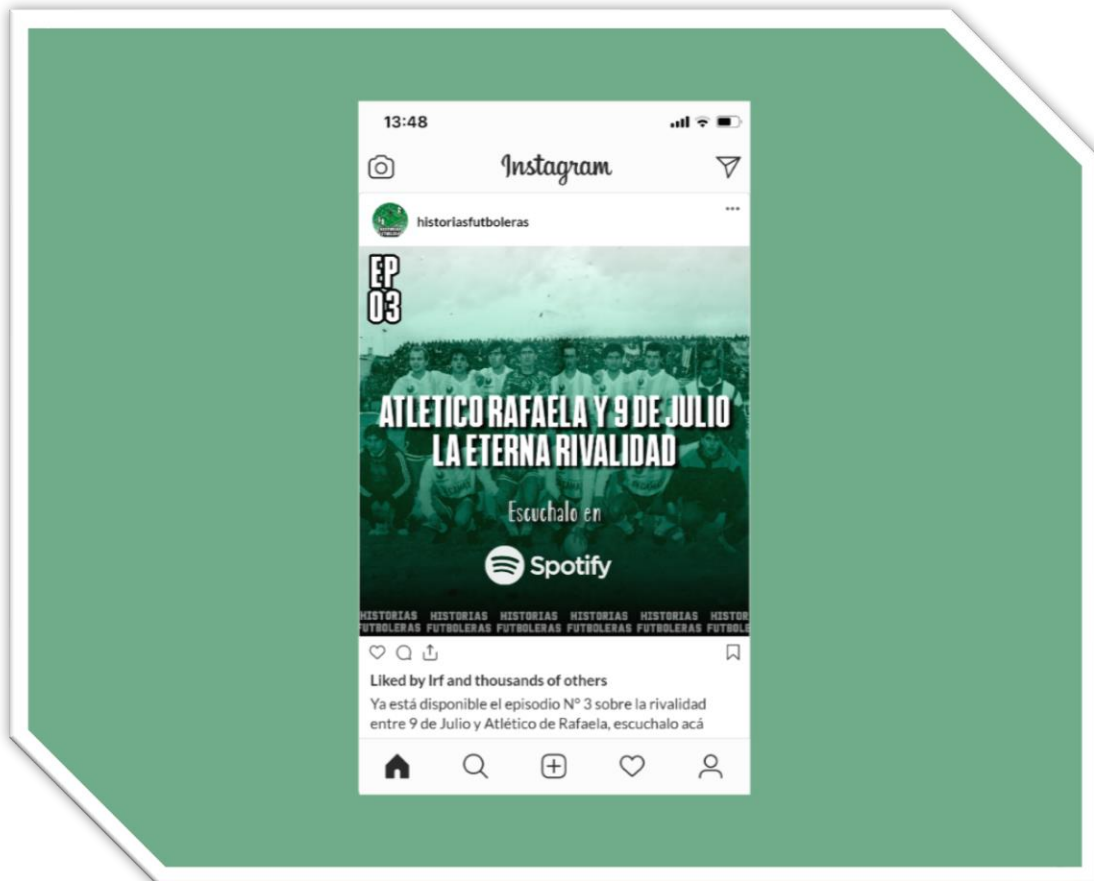 13:48
Instagram
historiasfutboleras
EP
03
ATLETICO RAFAELA Y 9 DE JULIO
LA ETERNA RIVALIDAD
Escuchalo en
Spotify
HISTORIAS HISTORIAS HISTORIAS HISTORIAS HISTORIAS HISTOR
FUTBOLERAS FUTBOLERAS FUTBOLERAS FUTBOLERAS FUTBOLERAS FUTBOLE
Liked by lrf and thousands of others
Ya está disponible el episodio N° 3 sobre la rivalidad
entre 9 de Julio y Atlético de Rafaela, escuchalo acá